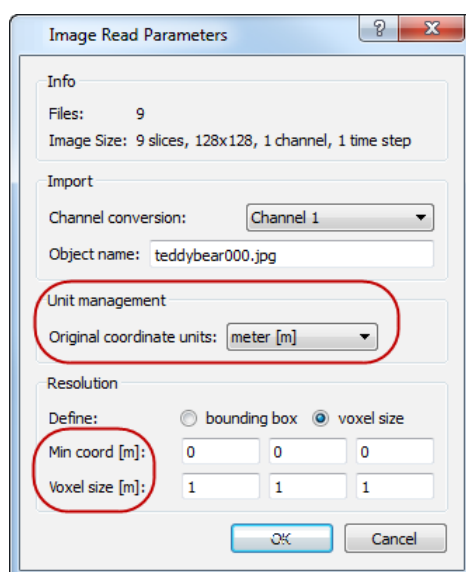 Image Read Parameters
Info
Files: 9
Image Size: 9 slices, 128x128, 1 channel, 1 time step
Import
Channel conversion: Channel 1
Object name: teddybear000.jpg
Unit management
Original coordinate units: meter [m]
Resolution
Define: bounding box voxel size
Min coord [m]: 0 0 0
Voxel size [m]: 1 1 1
OK Cancel